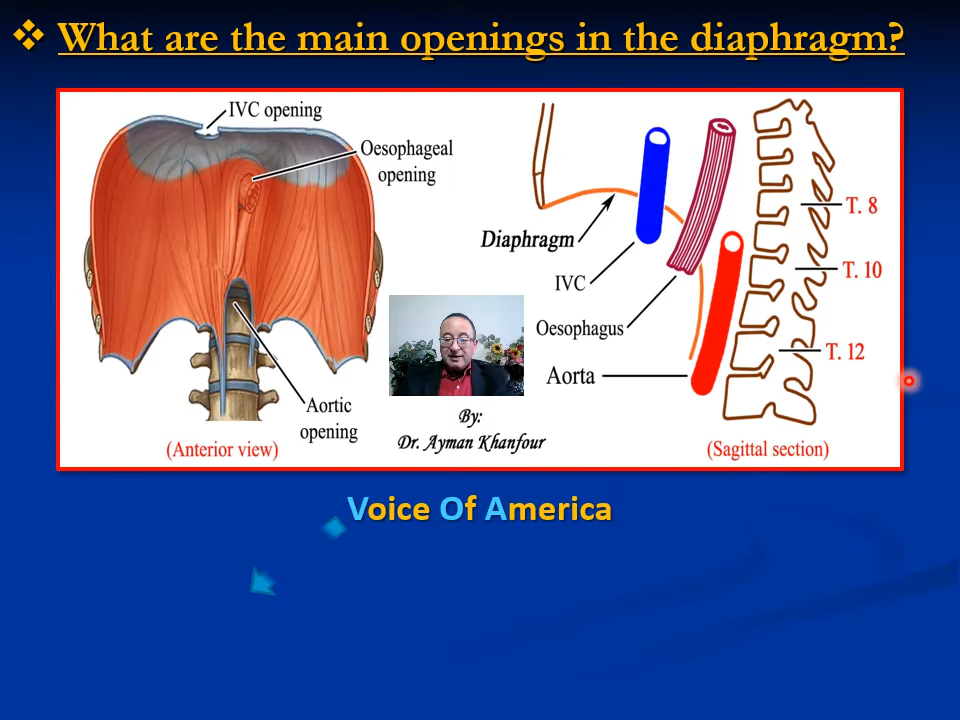 What are the main openings in the diaphragm?
IVC opening
Oesophageal
opening
Aortic
opening
(Anterior view)
Diaphragm
IVC
Oesophagus
Aorta
T. 8
T. 10
T. 12
(Sagittal section)
By:
Dr. Ayman Khanfour
Voice Of America